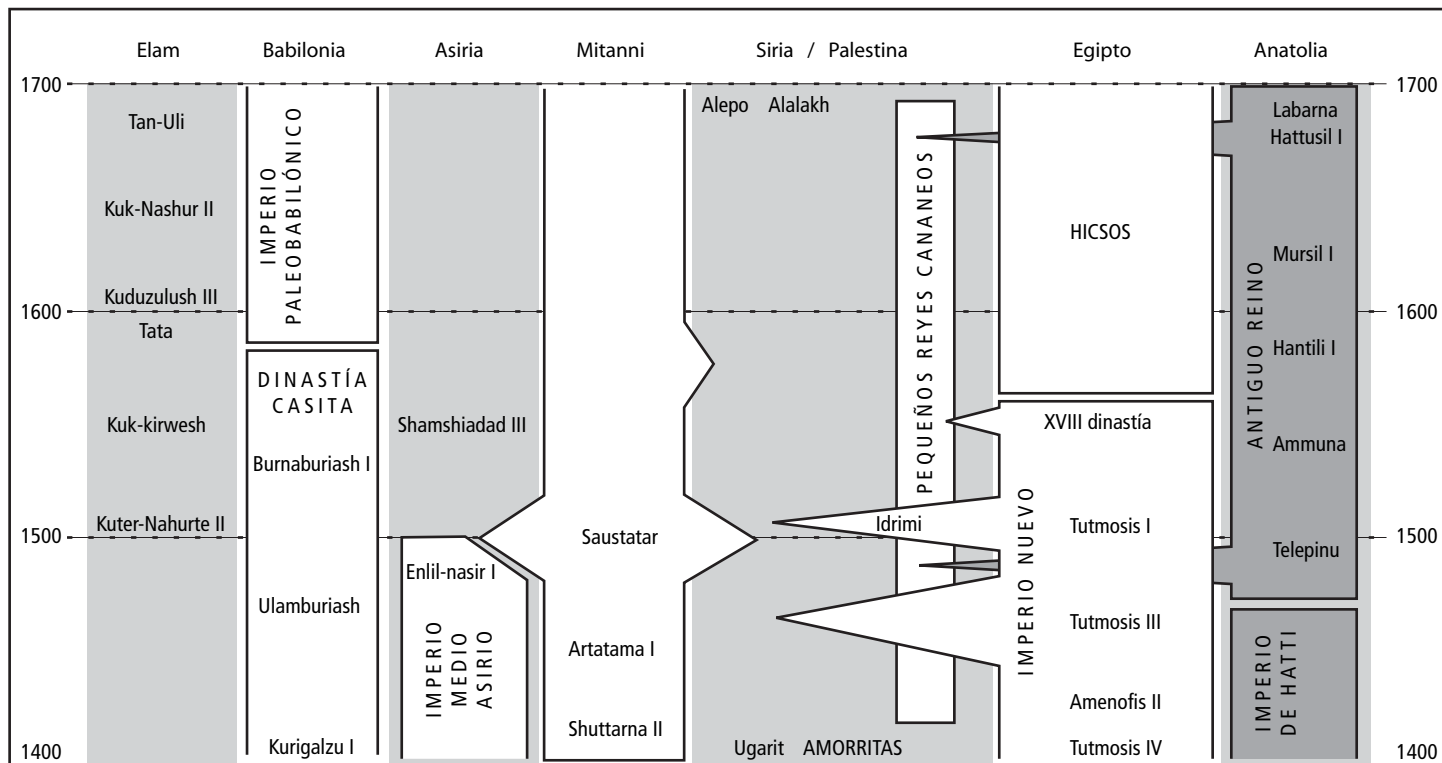 Elam
Babilonia
Asiria
Mitanni
Siria / Palestina
Egipto
Anatolia
1700
1700
Tan-Uli
Kuk-Nashur II
Kuduzulush III
1600
1600
Tata
Kuk-kirwesh
Kuter-Nahurte II
1500
1500
1400
1400
IMPERIO
PALEOBABILÓNICO
DINASTÍA
CASITA
Burnaburiash I
Ulamburiash
Kurigalzu I
Shamshiadad III
Enlil-nasir I
IMPERIO
MEDIO
ASIRIO
Saustatar
Artatama I
Shuttarna II
Alepo Alalakh
PEQUEÑOS REYES CANANEOS
Idrimi
Ugarit AMORRITAS
HICSOS
XVIII dinastía
IMPERIO NUEVO
Tutmosis I
Tutmosis III
Amenofis II
Tutmosis IV
Labarna
Hattusil I
Mursil I
ANTIGUO REINO
Hantili I
Ammuna
Telepinu
IMPERIO
DE HATTI